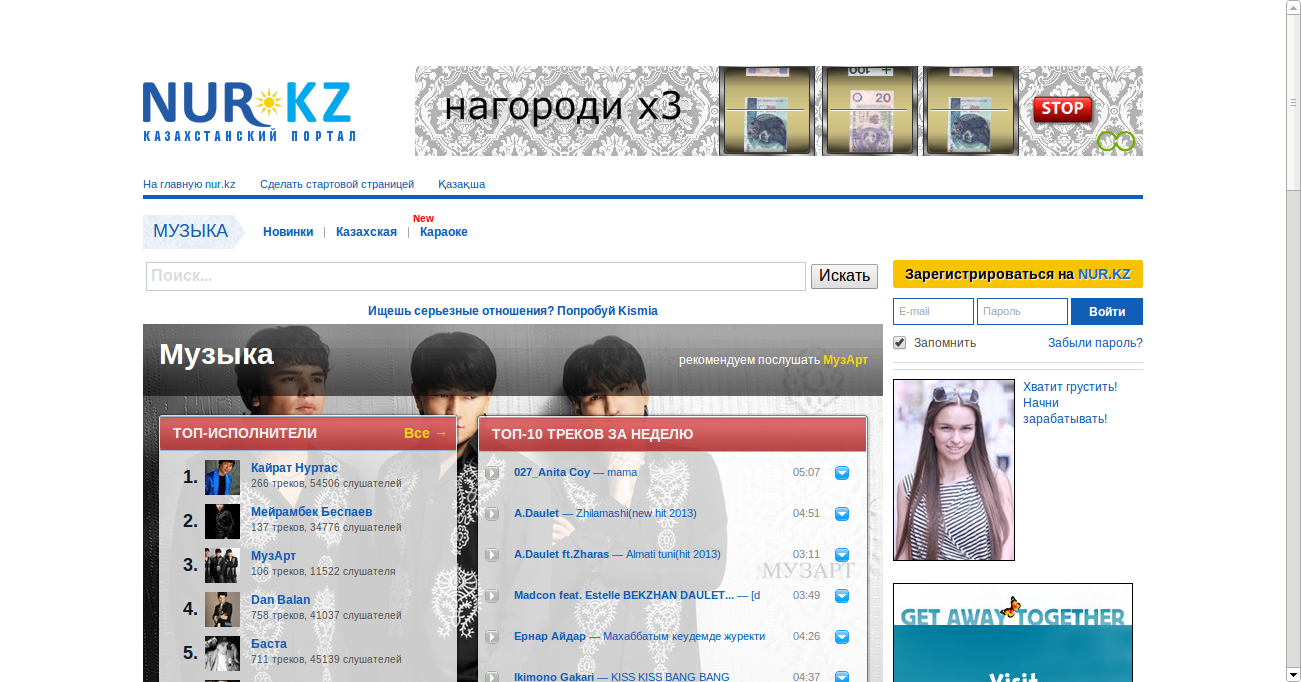 NUR KZ
КАЗАХСТАНСКИЙ ПОРТАЛ
нагороди х3
20
STOP
На главную nur.kz Сделать стартовой страницей Қазақша
МУЗЫКА
Новинки | Казахская | Караоке
New
Поиск...
Искать
Зарегистрироваться на NUR.KZ
E-mail
Пароль
Войти
Запомнить
Забыли пароль?
Ищешь серьезные отношения? Попробуй Kismia
Музыка
рекомендуем послушать МузАрт
Хватит грустить!
Начни
зарабатывать!
ТОП-ИСПОЛНИТЕЛИ Все →
1. Кайрат Нуртас
266 треков, 54506 слушателей
2. Мейрамбек Беспаев
137 треков, 34776 слушателей
3. МузАрт
106 треков, 11522 слушателя
4. Dan Balan
758 треков, 41037 слушателей
5. Баста
711 треков, 45139 слушателей
ТОП-10 ТРЕКОВ ЗА НЕДЕЛЮ
027_Anita Coy — mama 05:07
A.Daulet — Zhilamashi(new hit 2013) 04:51
A.Daulet ft.Zharas — Almati tuni(hit 2013) 03:11
МУЗАРТ
Madcon feat. Estelle BEKZHAN DAULET... — [d 03:49
Ернар Айдар — Махаббатым кеудемде журекти 04:26
Ikimono Gakari — KISS KISS BANG BANG 04:37
GET AWAY TOGETHER
Visit